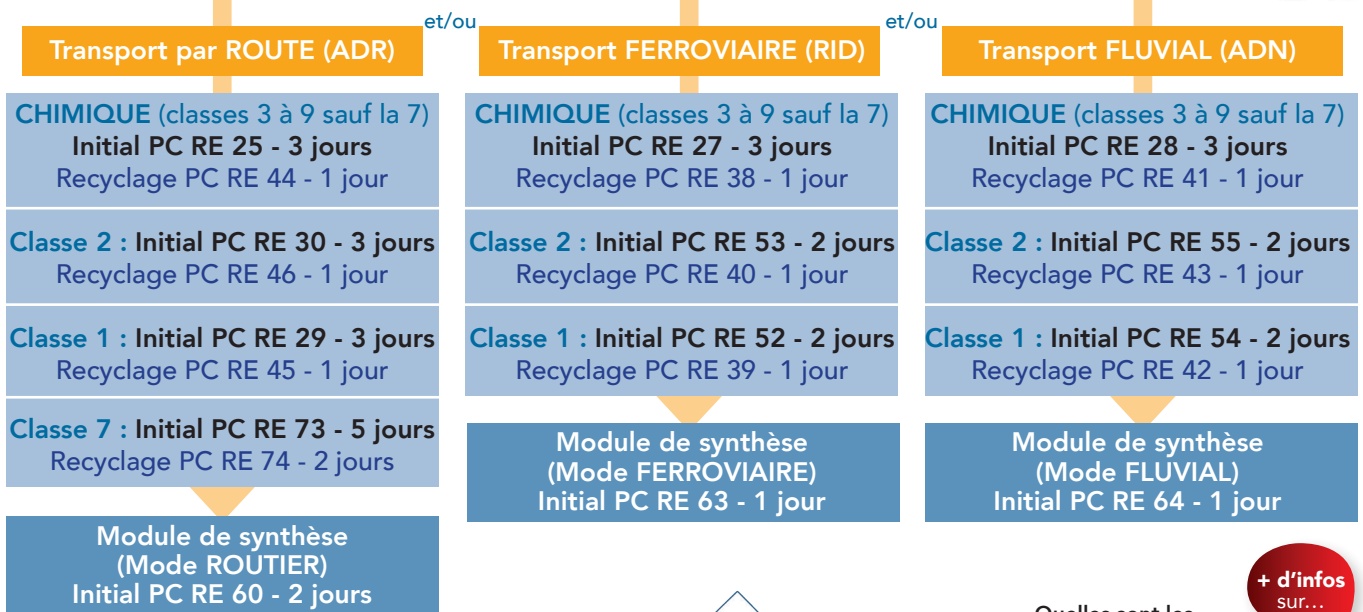 et/ou
et/ou
Transport par ROUTE (ADR)
CHIMIQUE (classes 3 à 9 sauf la 7)
Initial PC RE 25 - 3 jours
Recyclage PC RE 44 - 1 jour
Classe 2 : Initial PC RE 30 - 3 jours
Recyclage PC RE 46 - 1 jour
Classe 1 : Initial PC RE 29 - 3 jours
Recyclage PC RE 45 - 1 jour
Classe 7 : Initial PC RE 73 - 5 jours
Recyclage PC RE 74 - 2 jours
Module de synthèse
(Mode ROUTIER)
Initial PC RE 60 - 2 jours
Transport FERROVIAIRE (RID)
CHIMIQUE (classes 3 à 9 sauf la 7)
Initial PC RE 27 - 3 jours
Recyclage PC RE 38 - 1 jour
Classe 2 : Initial PC RE 53 - 2 jours
Recyclage PC RE 40 - 1 jour
Classe 1 : Initial PC RE 52 - 2 jours
Recyclage PC RE 39 - 1 jour
Module de synthèse
(Mode FERROVIAIRE)
Initial PC RE 63 - 1 jour
Transport FLUVIAL (ADN)
CHIMIQUE (classes 3 à 9 sauf la 7)
Initial PC RE 28 - 3 jours
Recyclage PC RE 41 - 1 jour
Classe 2 : Initial PC RE 55 - 2 jours
Recyclage PC RE 43 - 1 jour
Classe 1 : Initial PC RE 54 - 2 jours
Recyclage PC RE 42 - 1 jour
Module de synthèse
(Mode FLUVIAL)
Initial PC RE 64 - 1 jour
+ d'infos
sur...
Quelles sont les